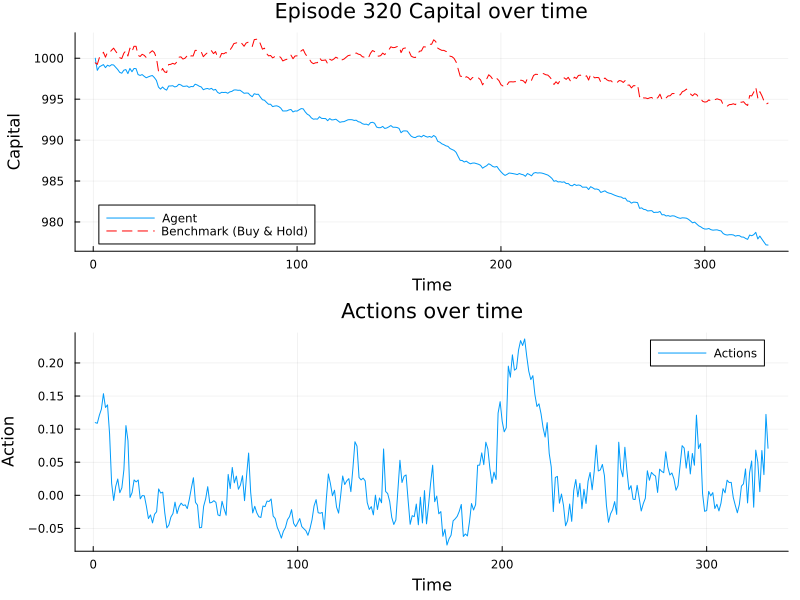 Episode 320 Capital over time
Capital
1000
995
990
985
980
Agent
Benchmark (Buy & Hold)
0
100
200
300
Time
Actions over time
Action
0.20
0.15
0.10
0.05
0.00
−0.05
Actions
0
100
200
300
Time